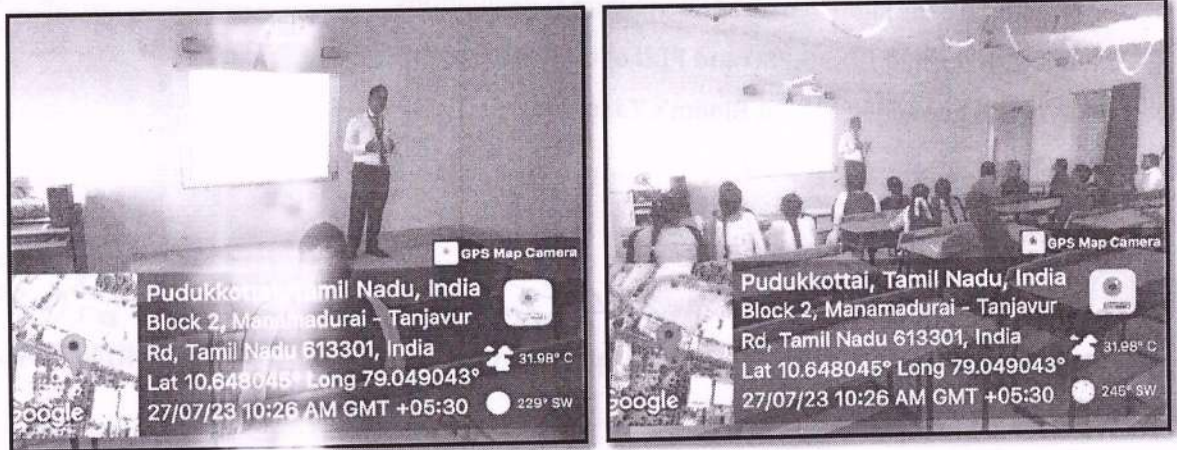 GPS Map Camera
Pudukkottai, Tamil Nadu, India
Block 2, Manamadurai - Tanjavur
Rd, Tamil Nadu 613301, India
Lat 10.648045° Long 79.049043°
27/07/23 10:26 AM GMT +05:30
31.98° C
229° SW
Google
GPS Map Camera
Pudukkottai, Tamil Nadu, India
Block 2, Manamadurai - Tanjavur
Rd, Tamil Nadu 613301, India
Lat 10.648045° Long 79.049043°
27/07/23 10:26 AM GMT +05:30
31.98° C
245° SW
Google